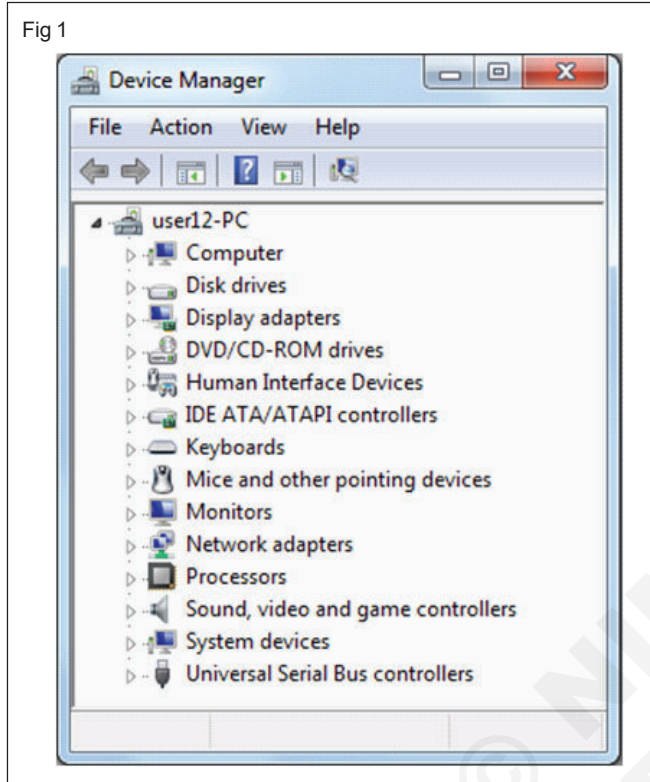 Fig 1
Device Manager
File Action View Help
user12-PC
Computer
Disk drives
Display adapters
DVD/CD-ROM drives
Human Interface Devices
IDE ATA/ATAPI controllers
Keyboards
Mice and other pointing devices
Monitors
Network adapters
Processors
Sound, video and game controllers
System devices
Universal Serial Bus controllers
© NI